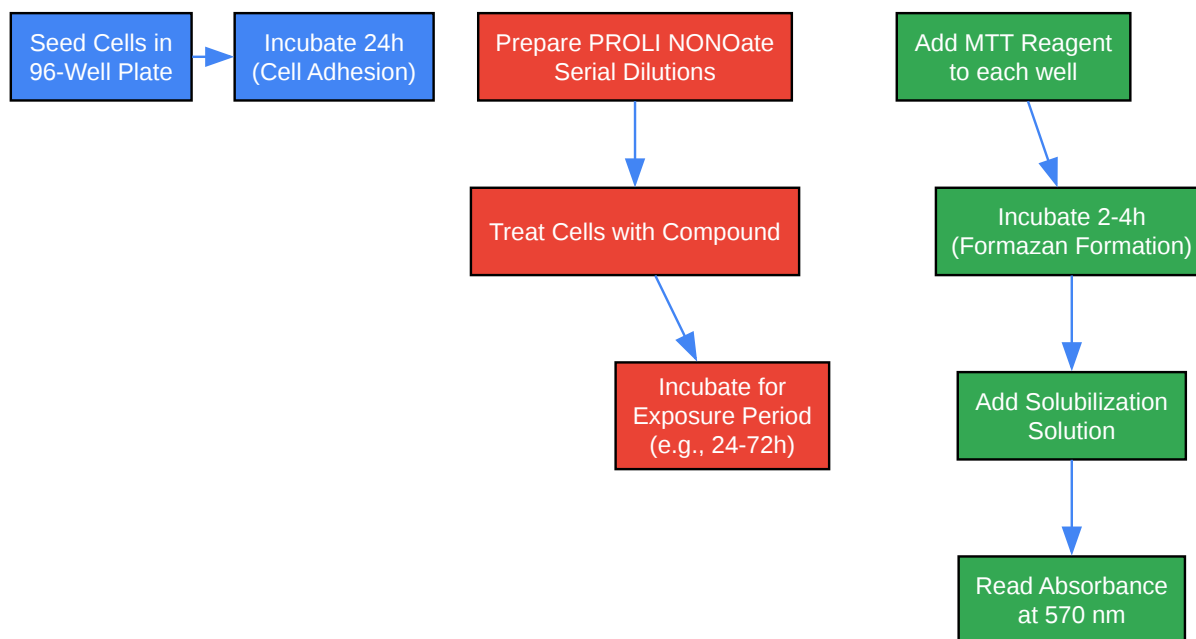 Seed Cells in
96-Well Plate
Incubate 24h
(Cell Adhesion)
Prepare PROLI NONOate
Serial Dilutions
Treat Cells with Compound
Incubate for
Exposure Period
(e.g., 24-72h)
Add MTT Reagent
to each well
Incubate 2-4h
(Formazan Formation)
Add Solubilization
Solution
Read Absorbance
at 570 nm